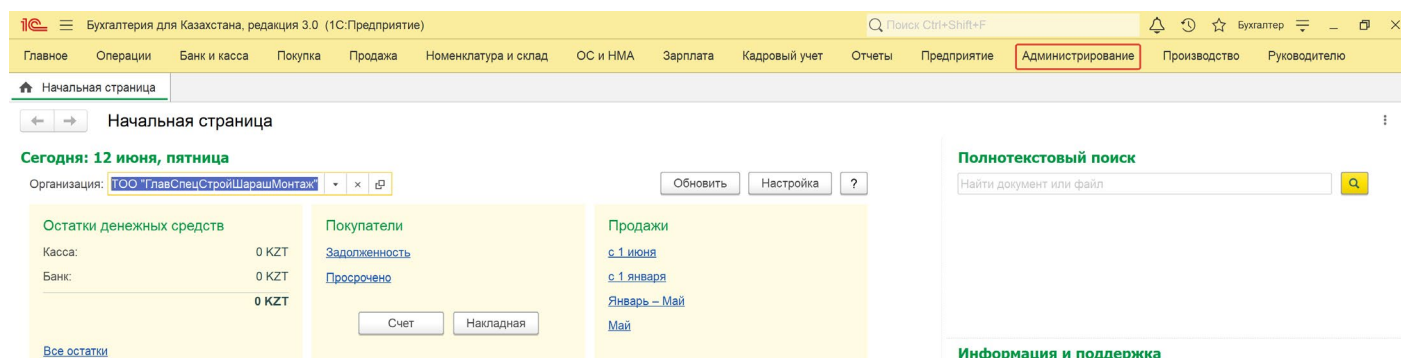 1С Бухгалтерия для Казахстана, редакция 3.0 (1С:Предприятие) Поиск Ctrl+Shift+F Бухгалтер
Главное Операции Банк и касса Покупка Продажа Номенклатура и склад ОС и НМА Зарплата Кадровый учет Отчеты Предприятие Администрирование Производство Руководителю
Начальная страница
Начальная страница
Сегодня: 12 июня, пятница
Организация: ТОО "ГлавСпецСтройШарашМонтаж" Обновить Настройка ?
Остатки денежных средств
Касса: 0 KZT
Банк: 0 KZT
0 KZT
Все остатки
Покупатели
Задолженность
Просрочено
Счет Накладная
Продажи
с 1 июня
с 1 января
Январь – Май
Май
Полнотекстовый поиск
Найти документ или файл
Информация и поддержка